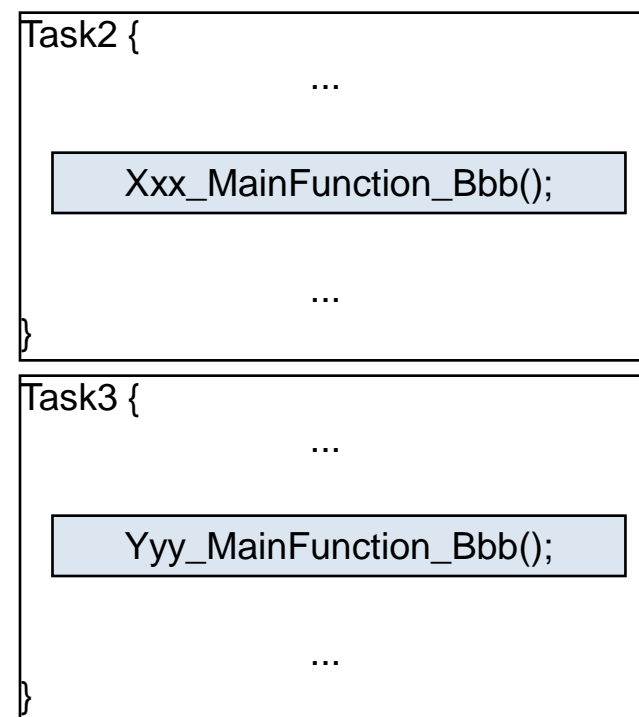 Task2 {
...
Xxx_MainFunction_Bbb();
...
}
Task3 {
...
Yyy_MainFunction_Bbb();
...
}